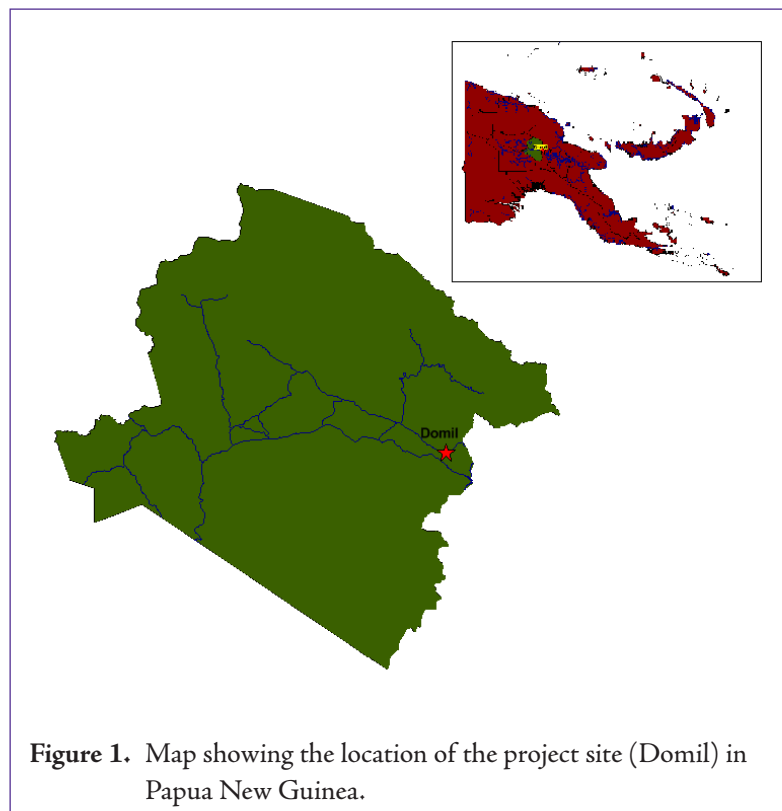 Domil
Figure 1. Map showing the location of the project site (Domil) in
Papua New Guinea.